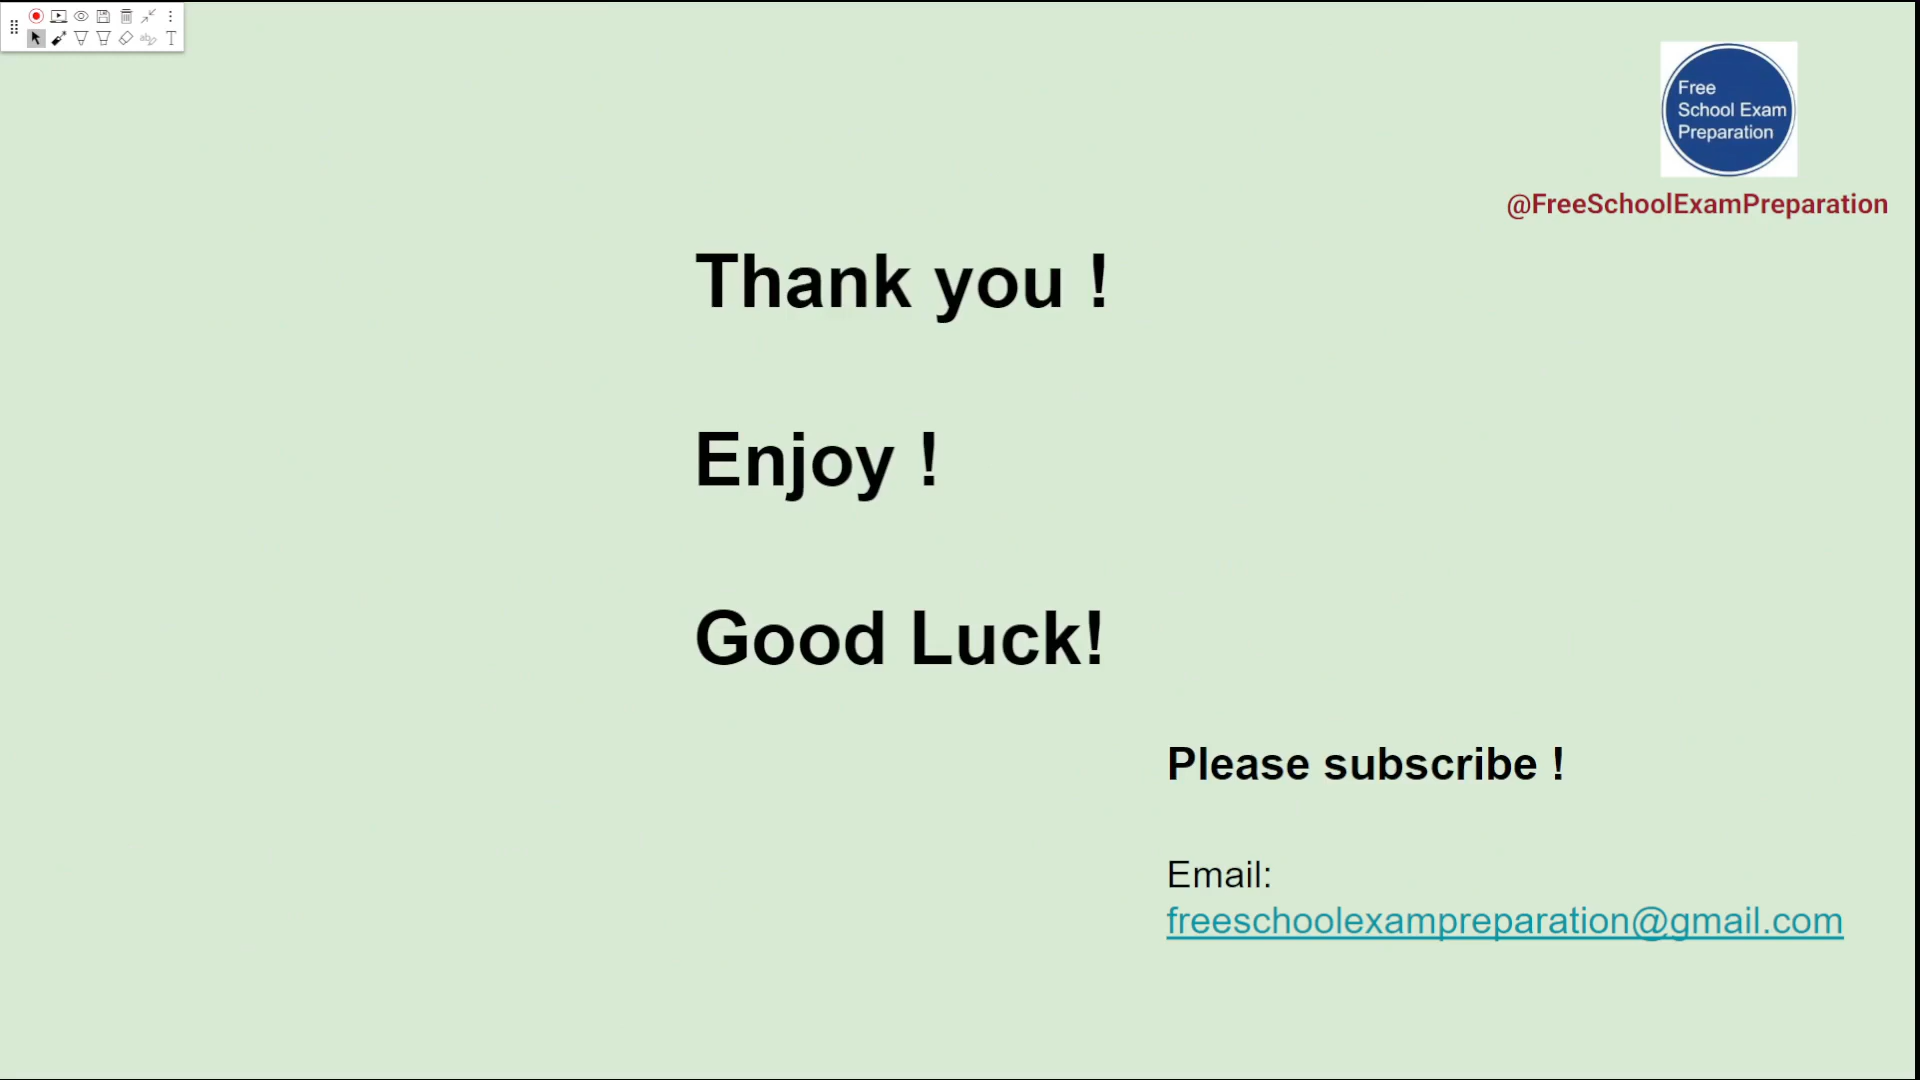 Free
School Exam
Preparation
@FreeSchoolExamPreparation
Thank you !
Enjoy !
Good Luck!
Please subscribe !
Email:
freeschoolexampreparation@gmail.com